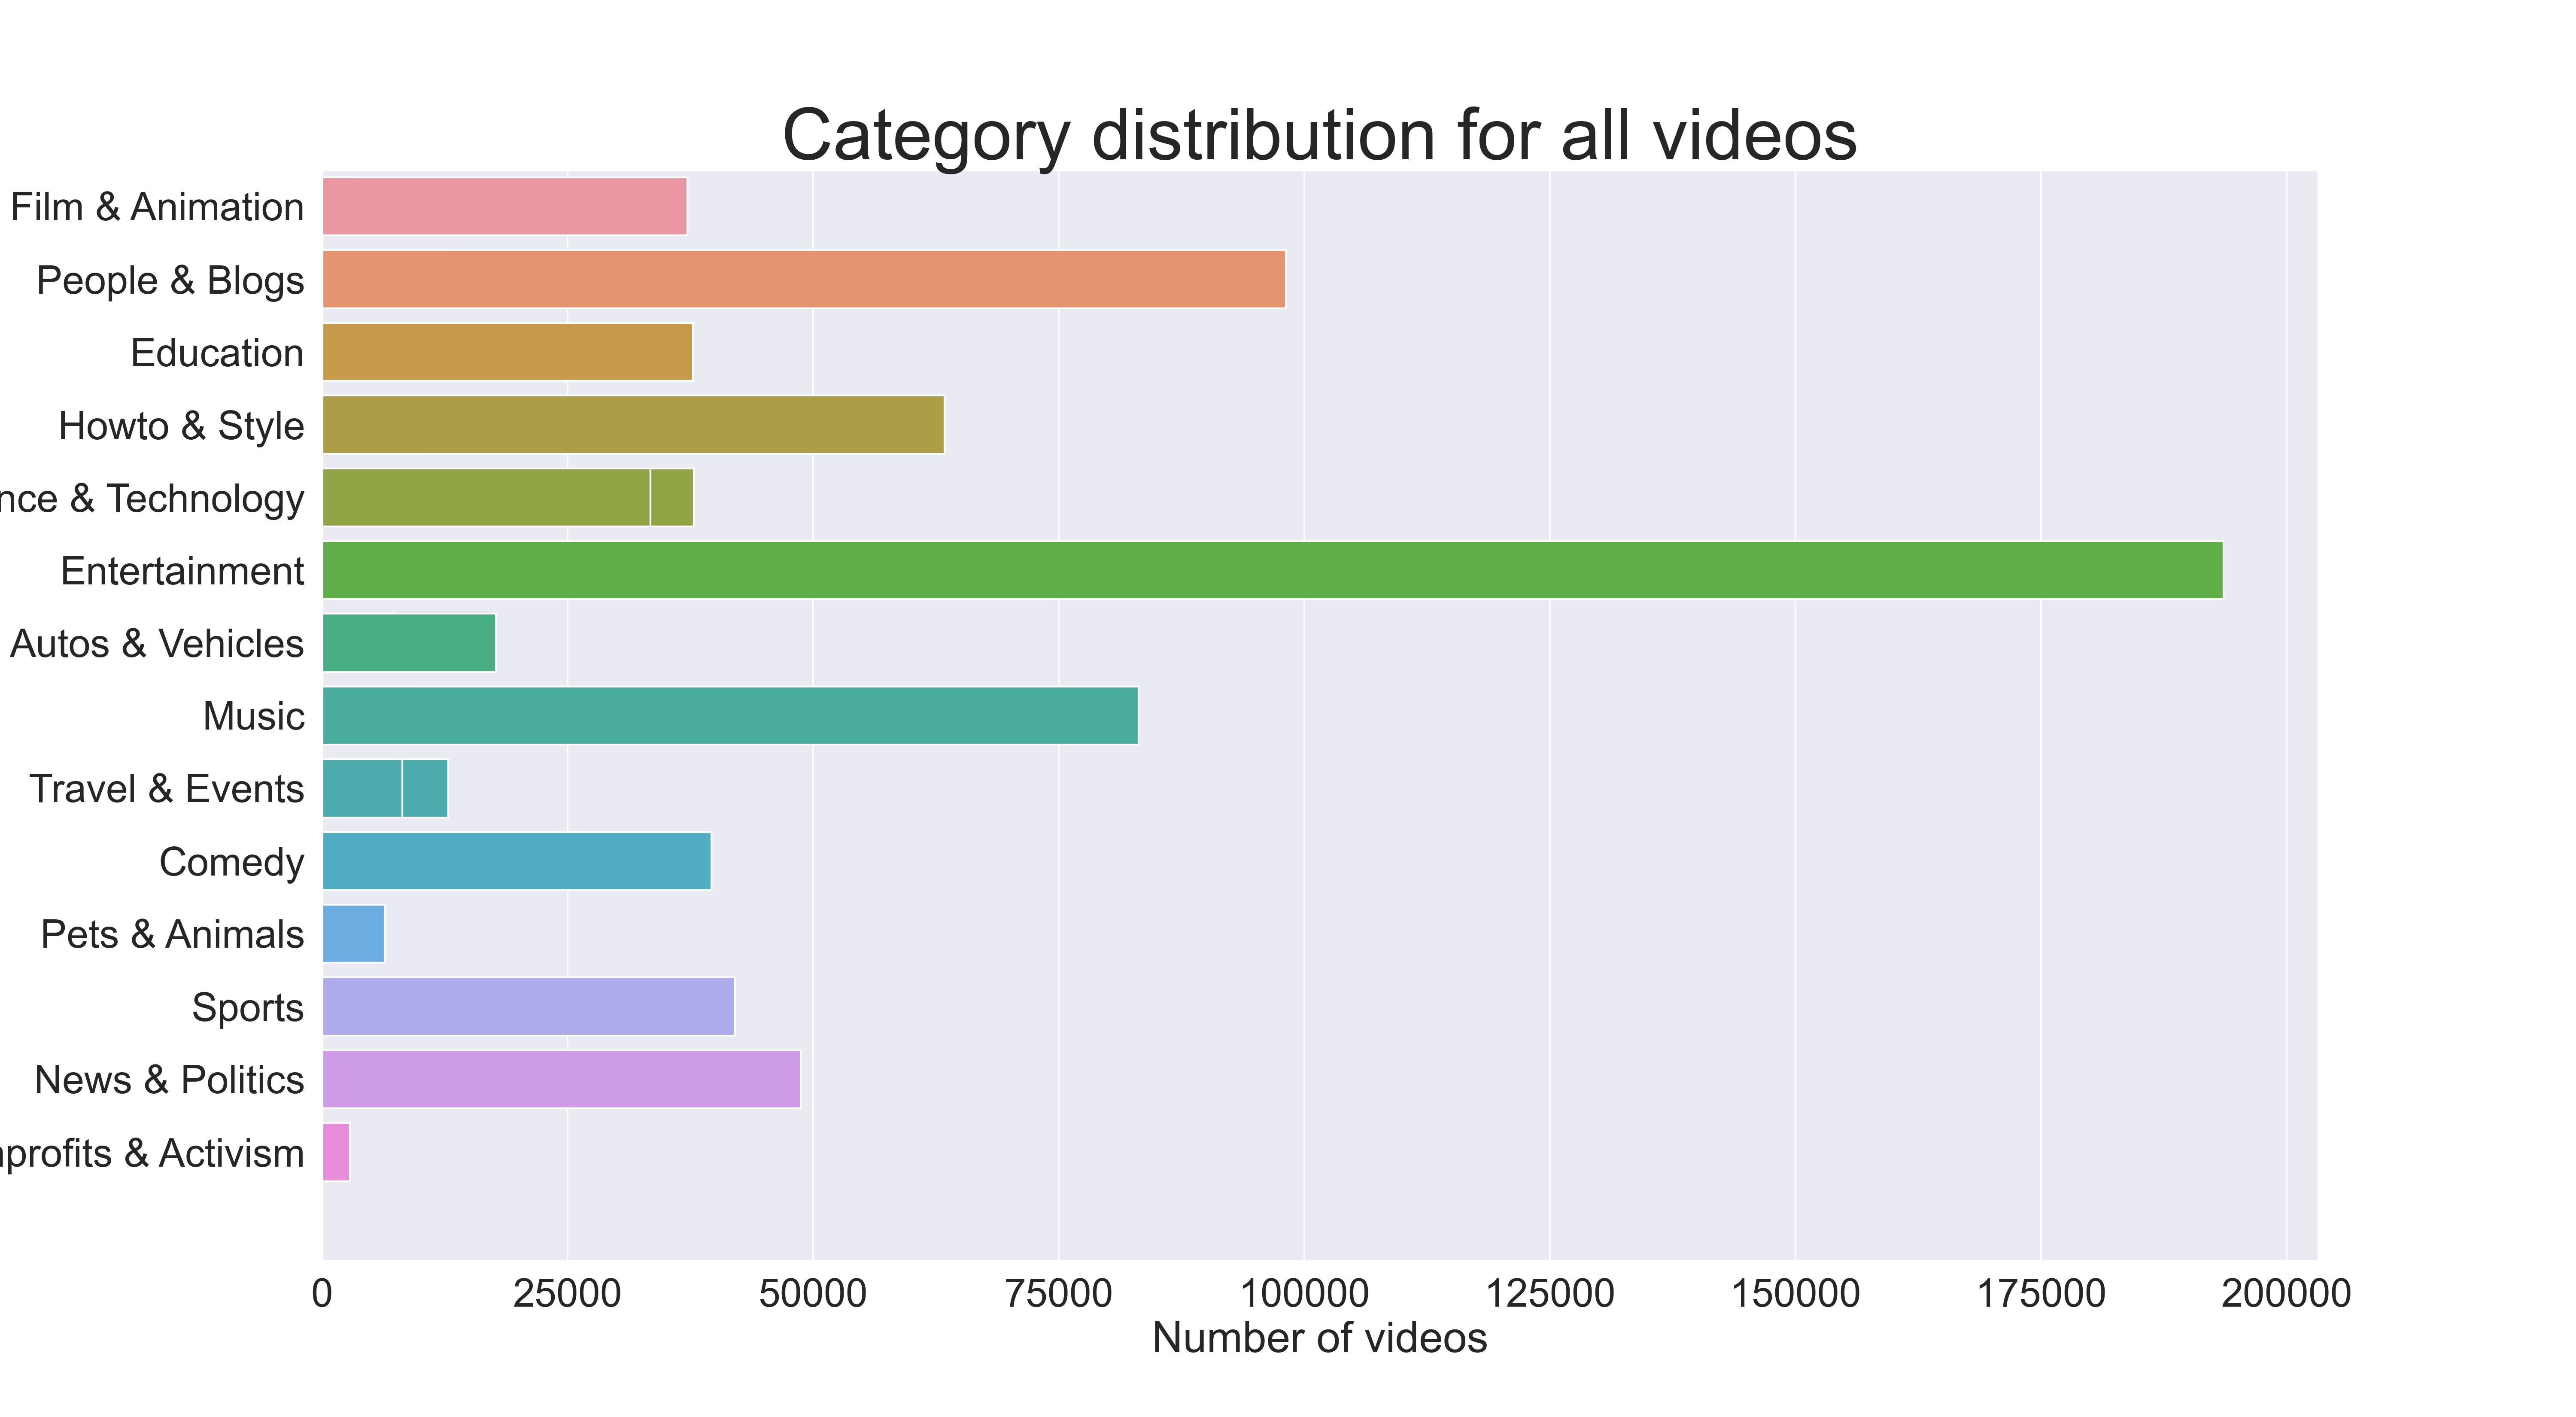 Category distribution for all videos
Film & Animation
People & Blogs
Education
Howto & Style
nce & Technology
Entertainment
Autos & Vehicles
Music
Travel & Events
Comedy
Pets & Animals
Sports
News & Politics
profits & Activism
0 25000 50000 75000 100000 125000 150000 175000 200000
Number of videos